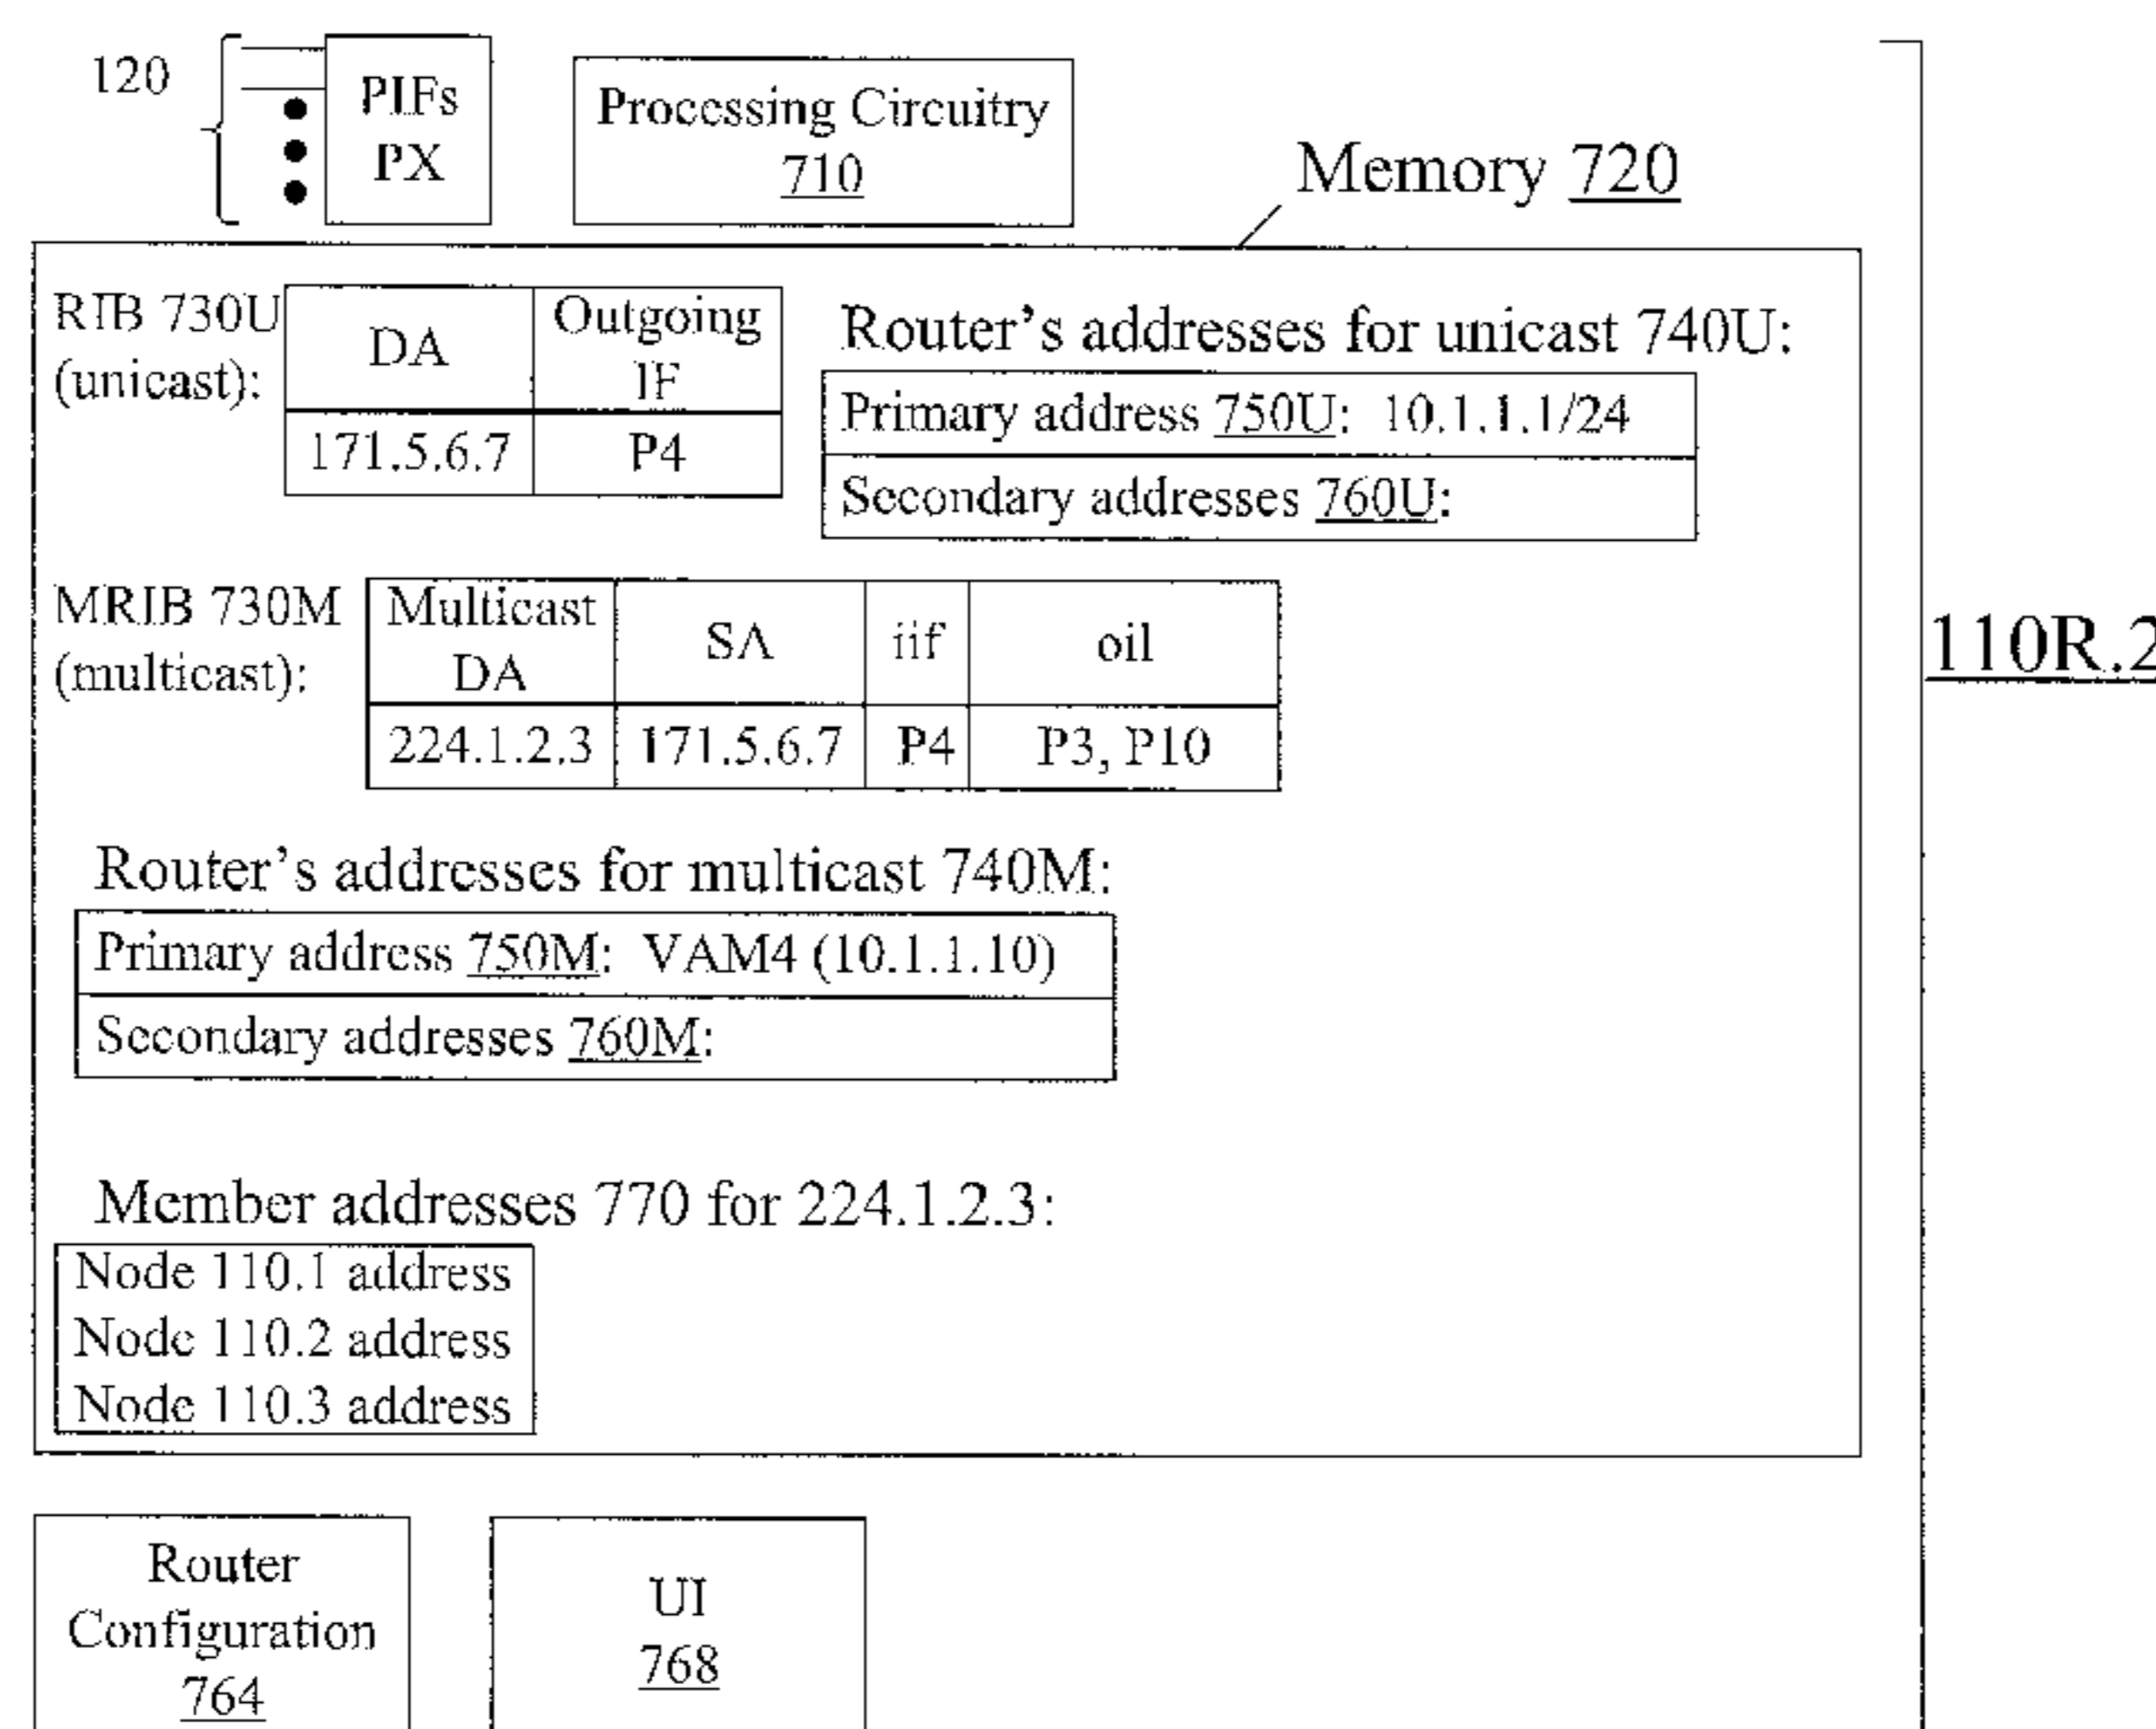 120
PIFs
PX
Processing Circuitry
710
Memory 720
RIB 730U
(unicast):
DA
Outgoing
IF
171.5.6.7
P4
Router's addresses for unicast 740U:
Primary address 750U: 10.1.1.1/24
Secondary addresses 760U:
MRIB 730M
(multicast):
Multicast
DA
SA
iif
oil
224.1.2.3
171.5.6.7
P4
P3, P10
110R.2
Router's addresses for multicast 740M:
Primary address 750M: VAM4 (10.1.1.10)
Secondary addresses 760M:
Member addresses 770 for 224.1.2.3:
Node 110.1 address
Node 110.2 address
Node 110.3 address
Router
Configuration
764
UI
768